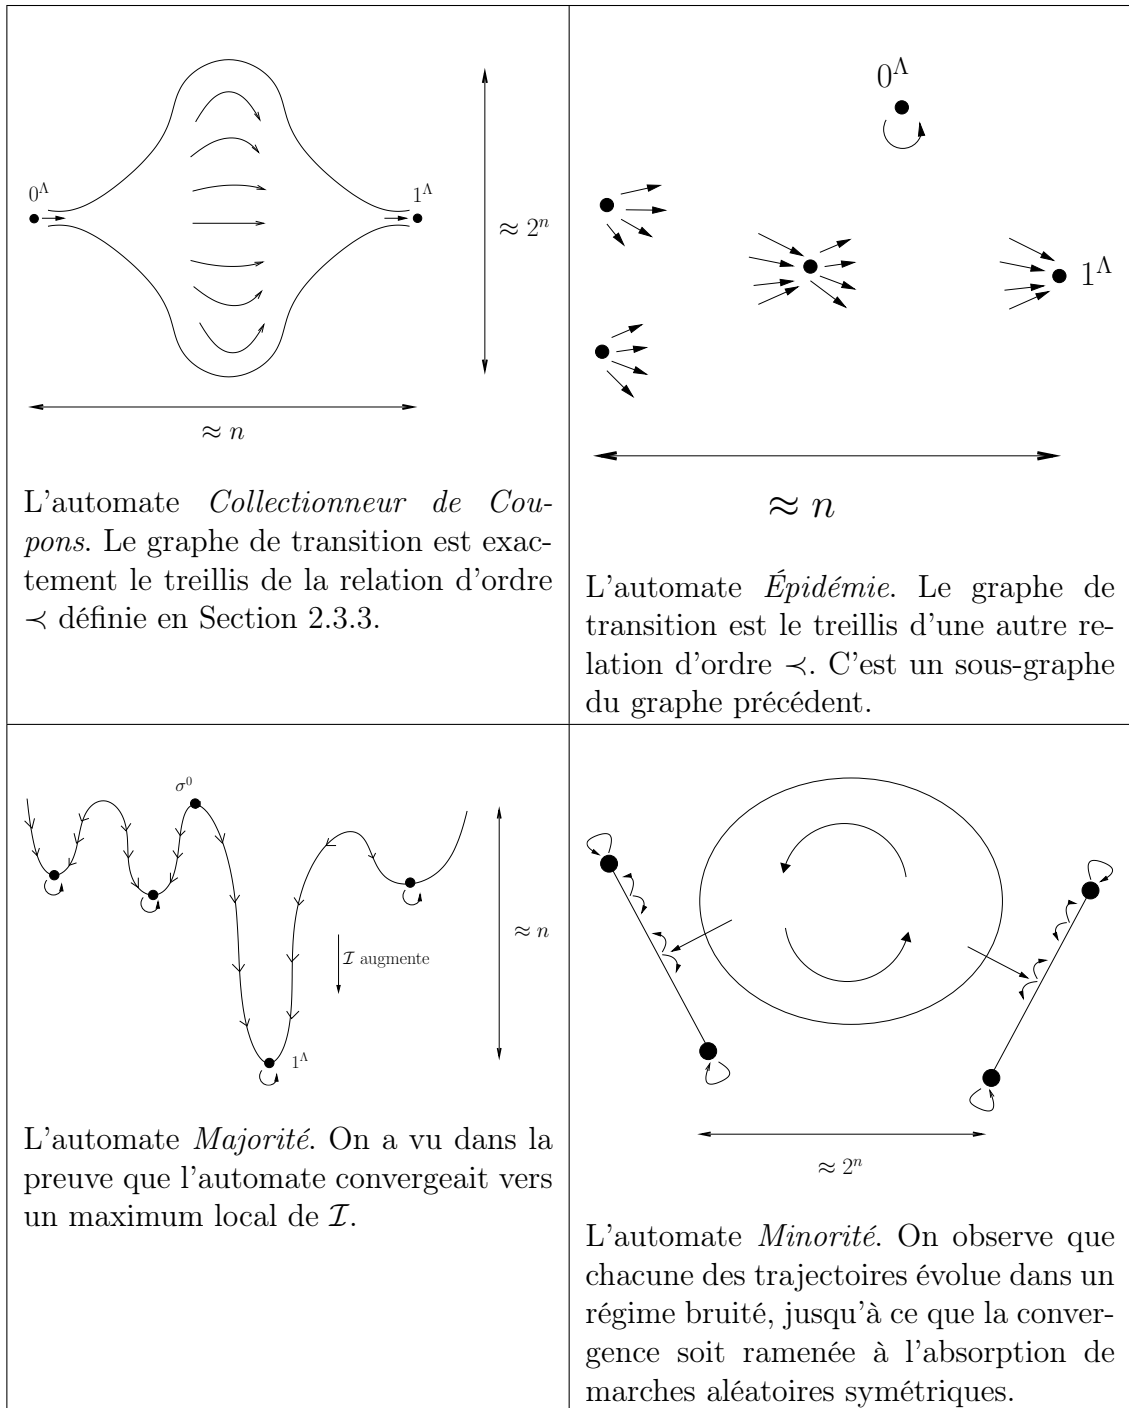 0^Λ
1^Λ
≈ 2^n
≈ n
L'automate Collectionneur de Cou-
pons. Le graphe de transition est exac-
tement le treillis de la relation d'ordre
≺ définie en Section 2.3.3.
0^Λ
1^Λ
≈ n
L'automate Épidémie. Le graphe de
transition est le treillis d'une autre re-
lation d'ordre ≺. C'est un sous-graphe
du graphe précédent.
σ^0
≈ n
ℐ augmente
1^Λ
L'automate Majorité. On a vu dans la
preuve que l'automate convergeait vers
un maximum local de ℐ.
≈ 2^n
L'automate Minorité. On observe que
chacune des trajectoires évolue dans un
régime bruité, jusqu'à ce que la conver-
gence soit ramenée à l'absorption de
marches aléatoires symétriques.